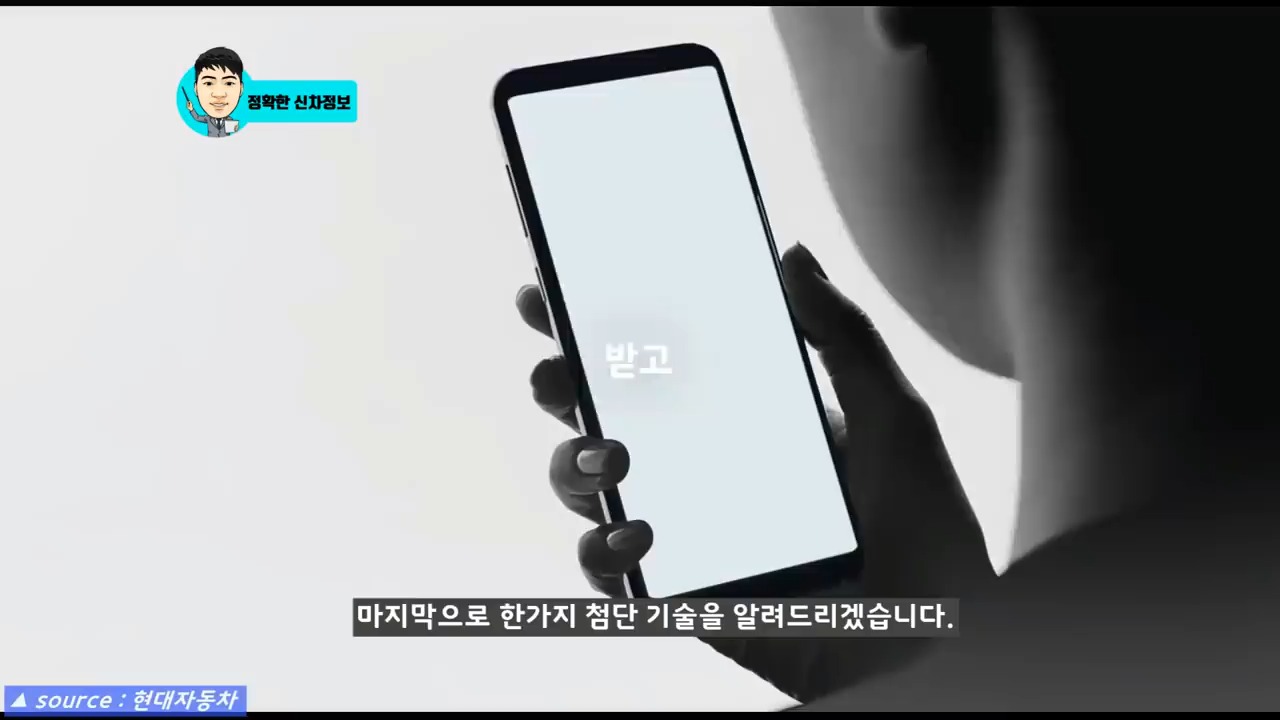 정확한 신차정보
받고
마지막으로 한가지 첨단 기술을 알려드리겠습니다.
▲ source : 현대자동차